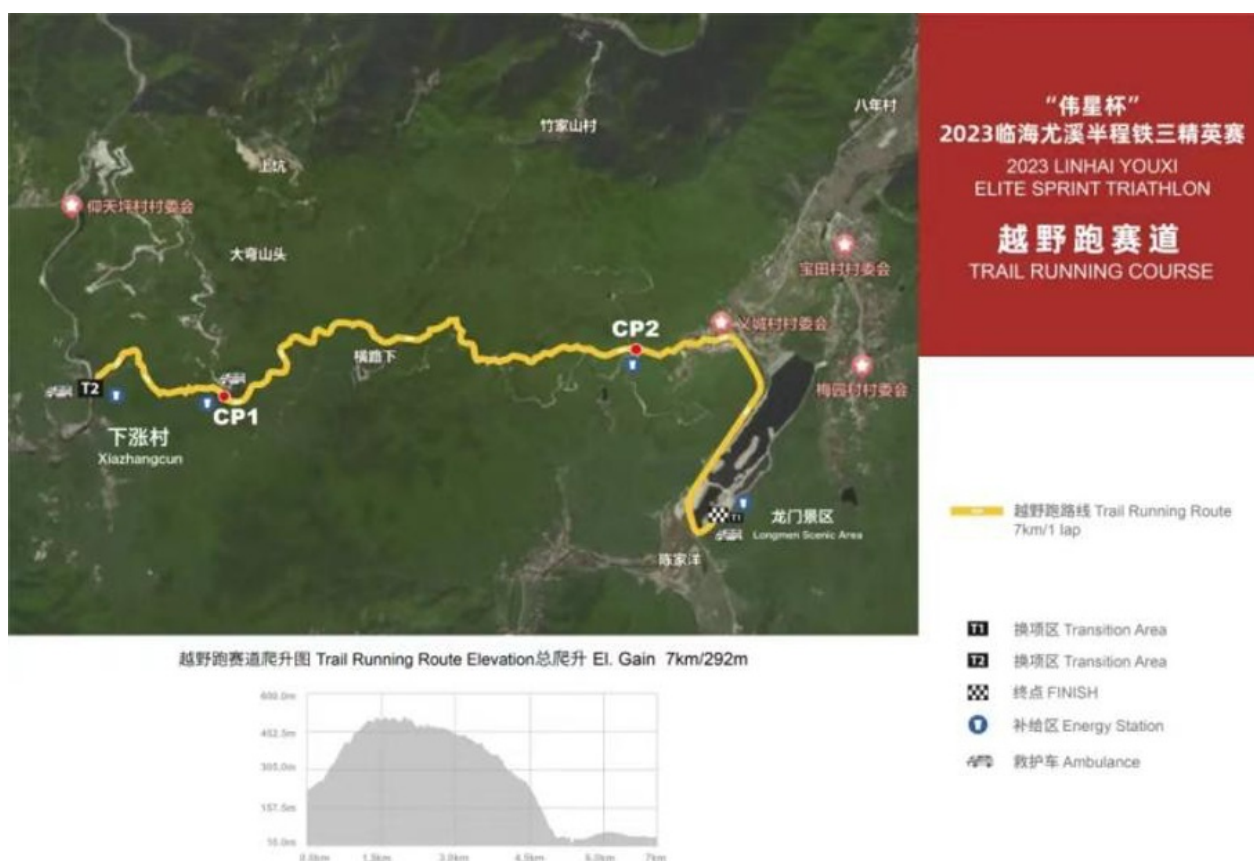 八年村
竹家山村
上坑
仰天坪村村委会
大弯山头
宝田村村委会
CP2
义城村村委会
横路下
梅园村村委会
T2
CP1
下涨村
Xiazhangcun
龙门景区
T1
Longmen Scenic Area
陈家洋
“伟星杯”
2023临海尤溪半程铁三精英赛
2023 LINHAI YOUXI
ELITE SPRINT TRIATHLON
越野跑赛道
TRAIL RUNNING COURSE
越野跑路线 Trail Running Route
7km/1 lap
T1 换项区 Transition Area
T2 换项区 Transition Area
终点 FINISH
补给区 Energy Station
救护车 Ambulance
越野跑赛道爬升图 Trail Running Route Elevation总爬升 El. Gain 7km/292m
600.0m
452.5m
305.0m
157.5m
10.0m
0.0km 1.5km 3.0km 4.5km 6.0km 7km